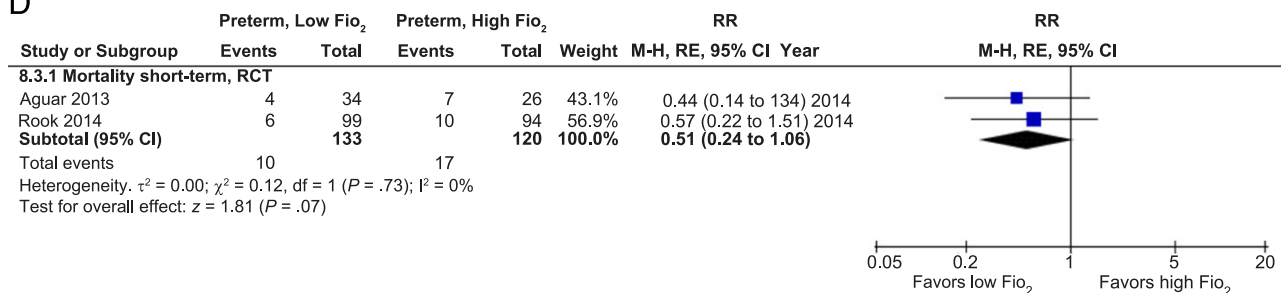 D
Preterm, Low Fio2 Preterm, High Fio2 RR RR
Study or Subgroup Events Total Events Total Weight M-H, RE, 95% CI Year M-H, RE, 95% CI
8.3.1 Mortality short-term, RCT
Aguar 2013 4 34 7 26 43.1% 0.44 (0.14 to 134) 2014
Rook 2014 6 99 10 94 56.9% 0.57 (0.22 to 1.51) 2014
Subtotal (95% CI) 133 120 100.0% 0.51 (0.24 to 1.06)
Total events 10 17
Heterogeneity. τ² = 0.00; χ² = 0.12, df = 1 (P = .73); I² = 0%
Test for overall effect: z = 1.81 (P = .07)
0.05 0.2 1 5 20
Favors low Fio2 Favors high Fio2